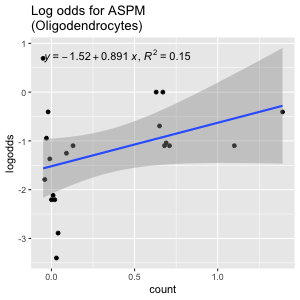 Log odds for ASPM
(Oligodendrocytes)
y = −1.52 + 0.891 x, R² = 0.15
1
0
-1
-2
-3
logodds
0.0 0.5 1.0
count